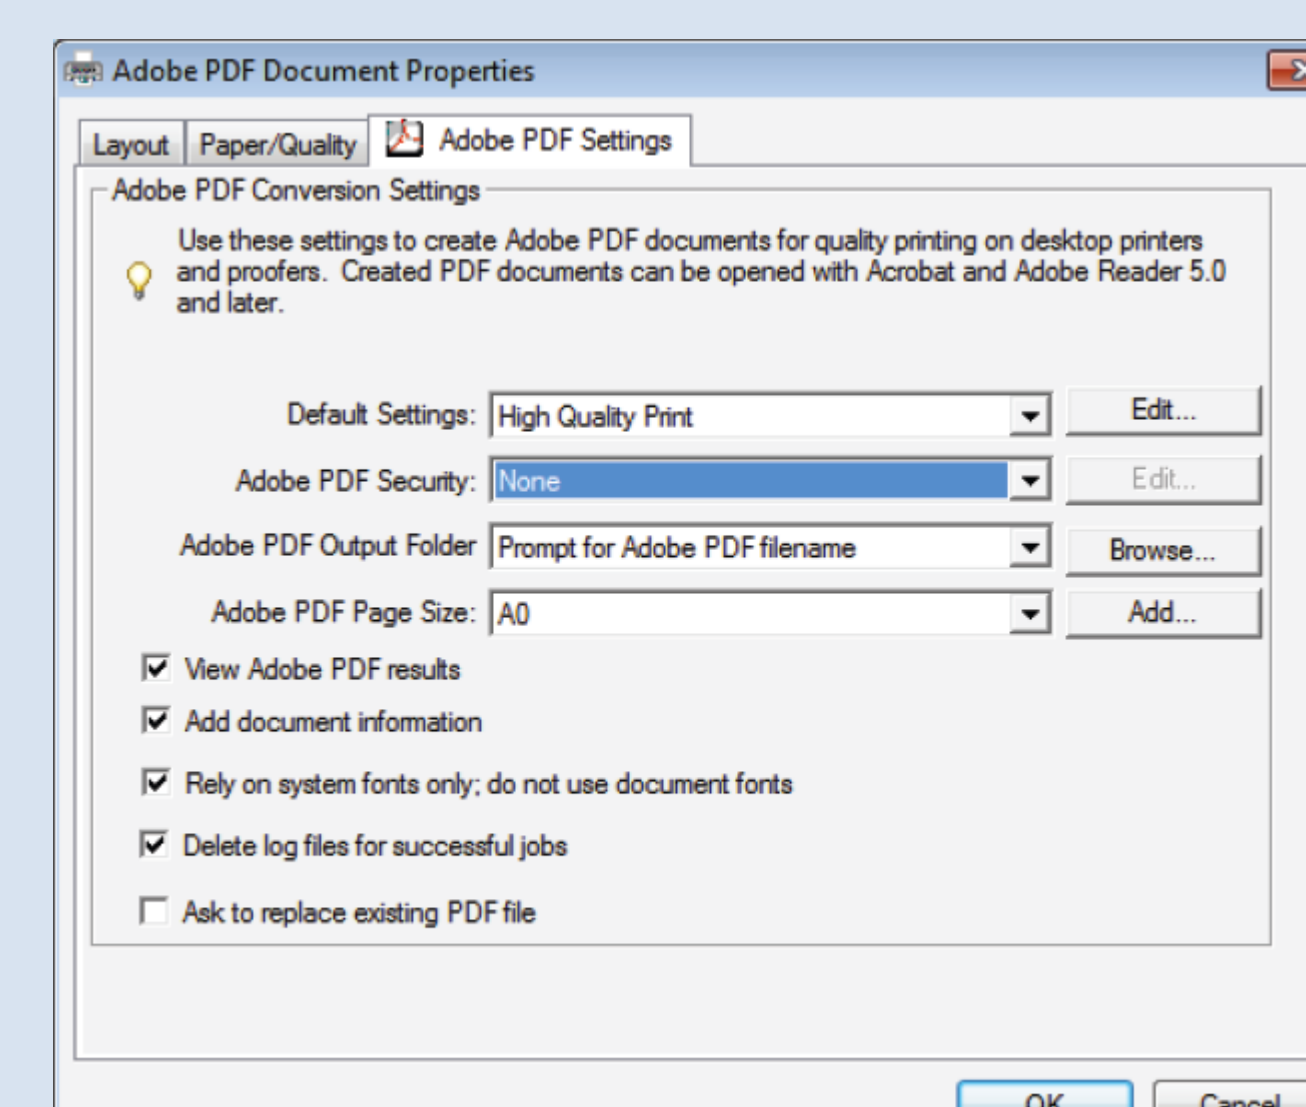 Adobe PDF Document Properties
Layout Paper/Quality Adobe PDF Settings
Adobe PDF Conversion Settings
Use these settings to create Adobe PDF documents for quality printing on desktop printers
and proofers. Created PDF documents can be opened with Acrobat and Adobe Reader 5.0
and later.
Default Settings: High Quality Print Edit...
Adobe PDF Security: None Edit...
Adobe PDF Output Folder Prompt for Adobe PDF filename Browse...
Adobe PDF Page Size: A0 Add...
View Adobe PDF results
Add document information
Rely on system fonts only; do not use document fonts
Delete log files for successful jobs
Ask to replace existing PDF file
OK Cancel